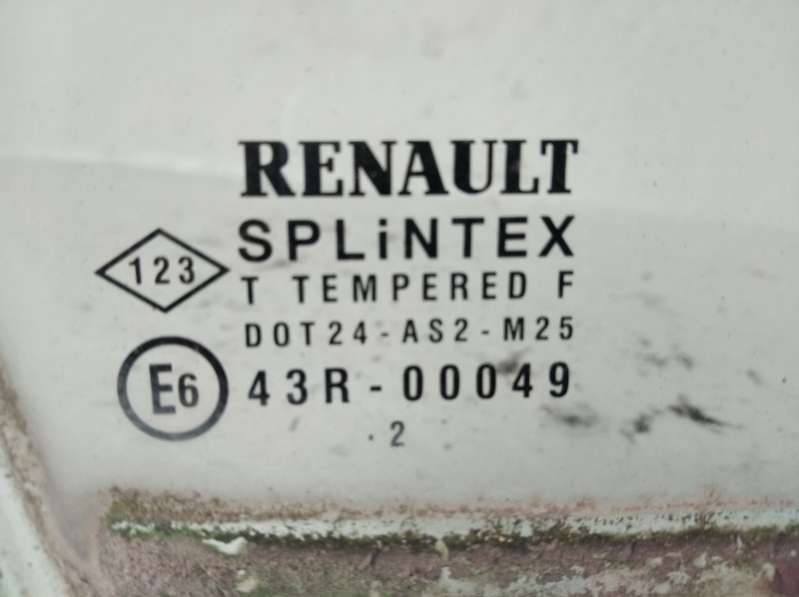 RENAULT
SPLiNTEX
123
T TEMPERED F
DOT24-AS2-M25
E6 43R-00049
. 2